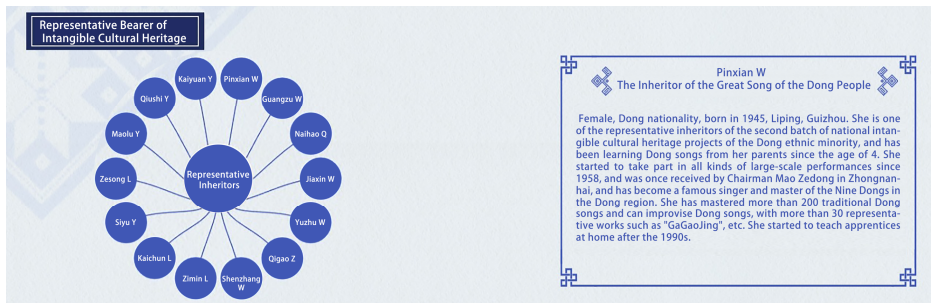 Representative Bearer of
Intangible Cultural Heritage
Kaiyuan Y
Pinxian W
Qiushi Y
Guangzu W
Maolu Y
Naihao Q
Zesong L
Representative
Inheritors
Jiaxin W
Siyu Y
Yuzhu W
Kaichun L
Qigao Z
Zimin L
Shenzhang
W
Pinxian W
The Inheritor of the Great Song of the Dong People
Female, Dong nationality, born in 1945, Liping, Guizhou. She is one
of the representative inheritors of the second batch of national intan-
gible cultural heritage projects of the Dong ethnic minority, and has
been learning Dong songs from her parents since the age of 4. She
started to take part in all kinds of large-scale performances since
1958, and was once received by Chairman Mao Zedong in Zhongnan-
hai, and has become a famous singer and master of the Nine Dongs in
the Dong region. She has mastered more than 200 traditional Dong
songs and can improvise Dong songs, with more than 30 representa-
tive works such as "GaGaoJing", etc. She started to teach apprentices
at home after the 1990s.